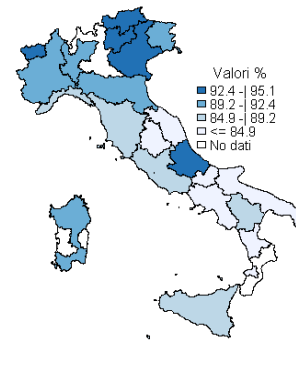 Valori %
92.4 -| 95.1
89.2 -| 92.4
84.9 -| 89.2
<= 84.9
No dati